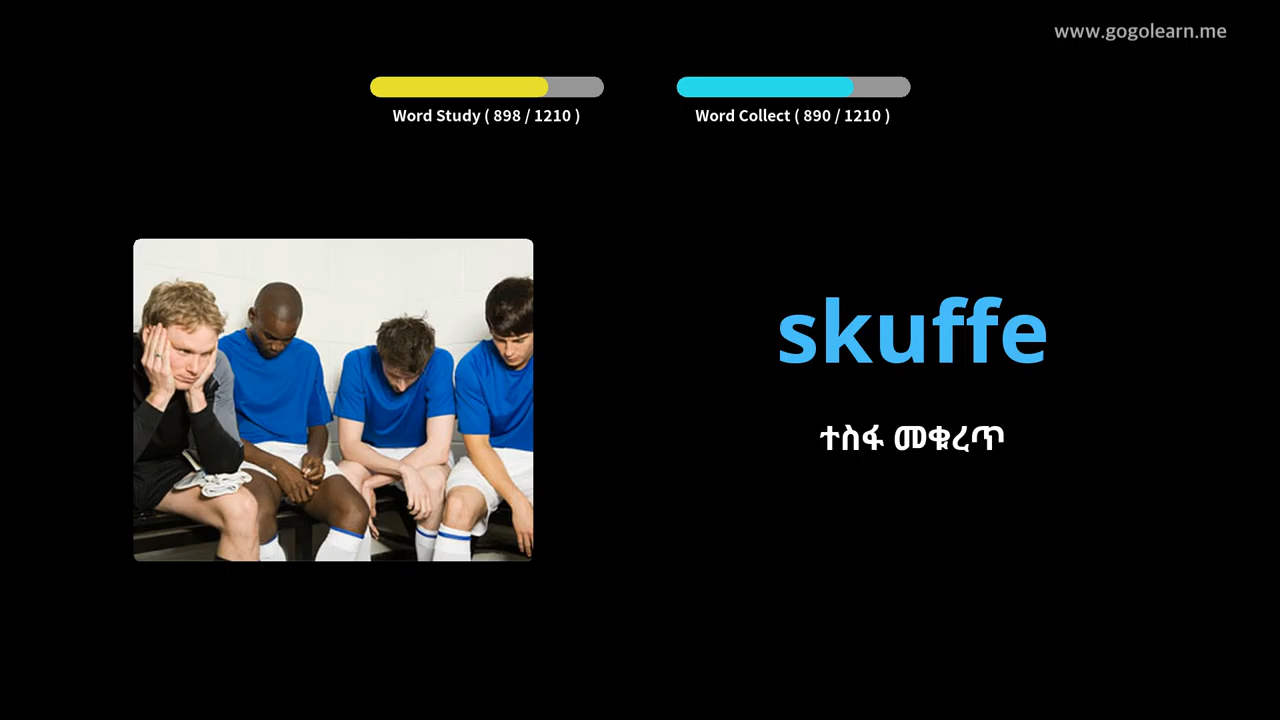 www.gogolearn.me
Word Study ( 898 / 1210 )
Word Collect ( 890 / 1210 )
skuffe
ተስፋ መቁረጥ